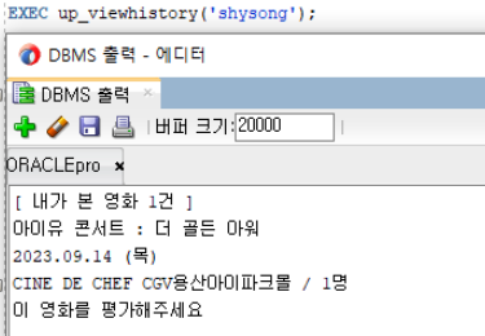 EXEC up_viewhistory('shysong');
DBMS 출력 - 에디터
DBMS 출력 ×
버퍼 크기:20000
ORACLEpro ×
[ 내가 본 영화 1건 ]
아이유 콘서트 : 더 골든 아워
2023.09.14 (목)
CINE DE CHEF CGV용산아이파크몰 / 1명
이 영화를 평가해주세요